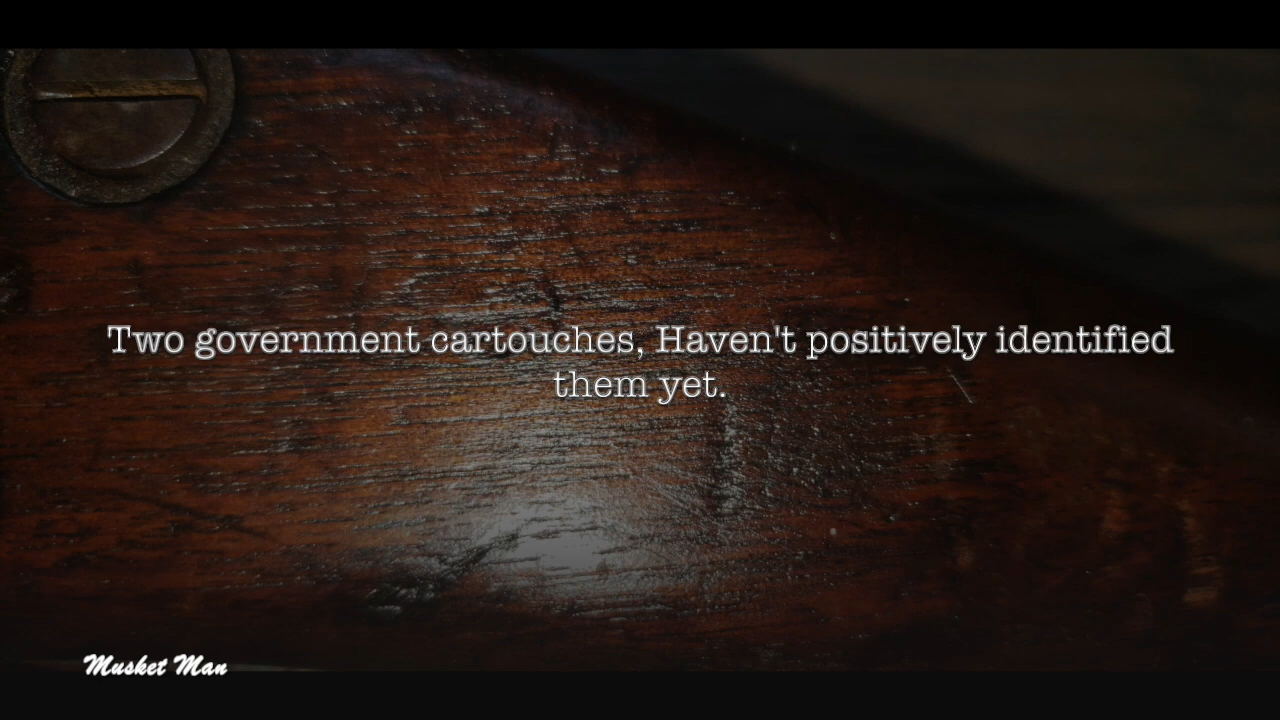 Two government cartouches, Haven't positively identified
them yet.
Musket Man